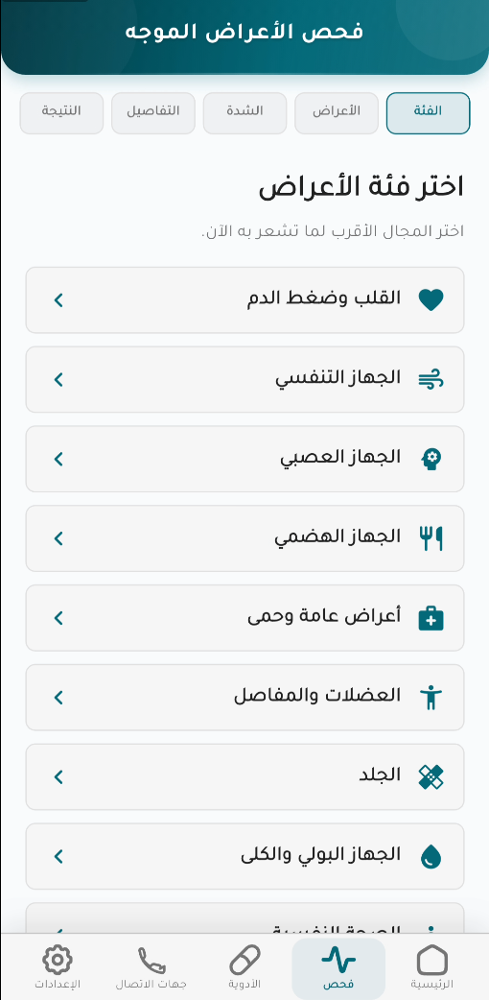 فحص الأعراض الموجه
الفئة
الأعراض
الشدة
التفاصيل
النتيجة
اختر فئة الأعراض
اختر المجال الأقرب لما تشعر به الآن.
القلب وضغط الدم
الجهاز التنفسي
الجهاز العصبي
الجهاز الهضمي
أعراض عامة وحمى
العضلات والمفاصل
الجلد
الجهاز البولي والكلى
الصحة النفسية
الرئيسية
فحص
الأدوية
جهات الاتصال
الإعدادات